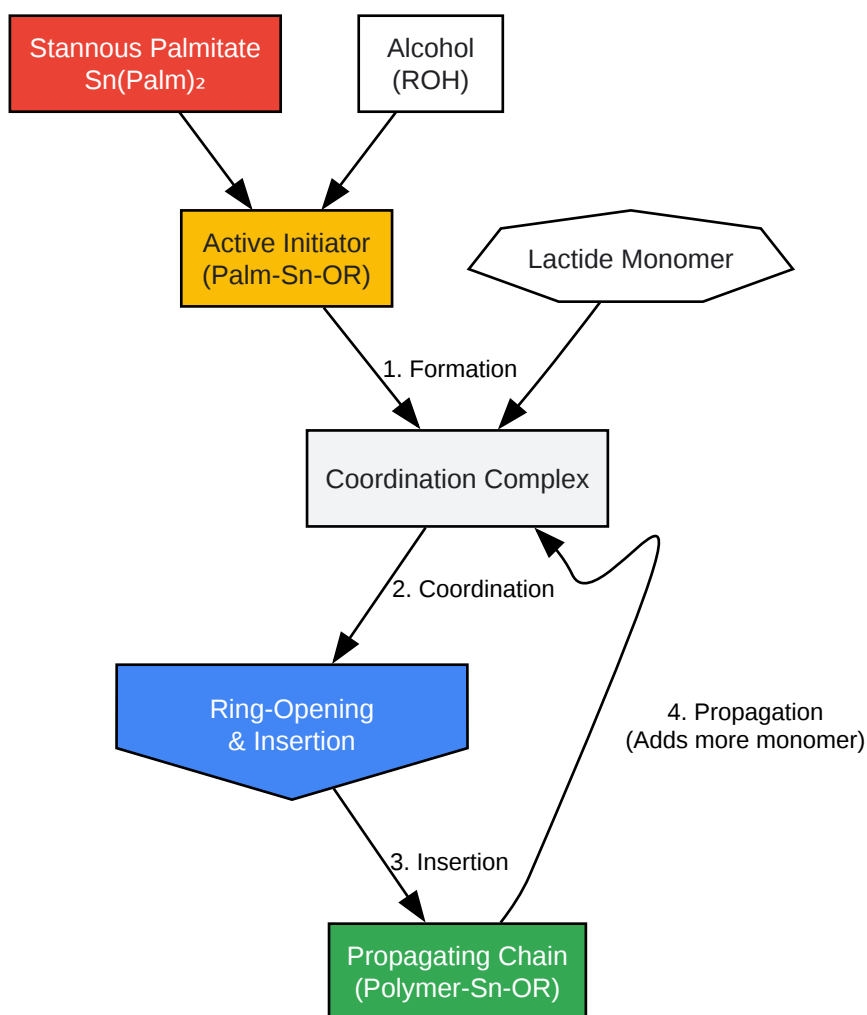 Stannous Palmitate
Sn(Palm)₂
Alcohol
(ROH)
Active Initiator
(Palm-Sn-OR)
Lactide Monomer
1. Formation
Coordination Complex
2. Coordination
Ring-Opening
& Insertion
4. Propagation
(Adds more monomer)
3. Insertion
Propagating Chain
(Polymer-Sn-OR)